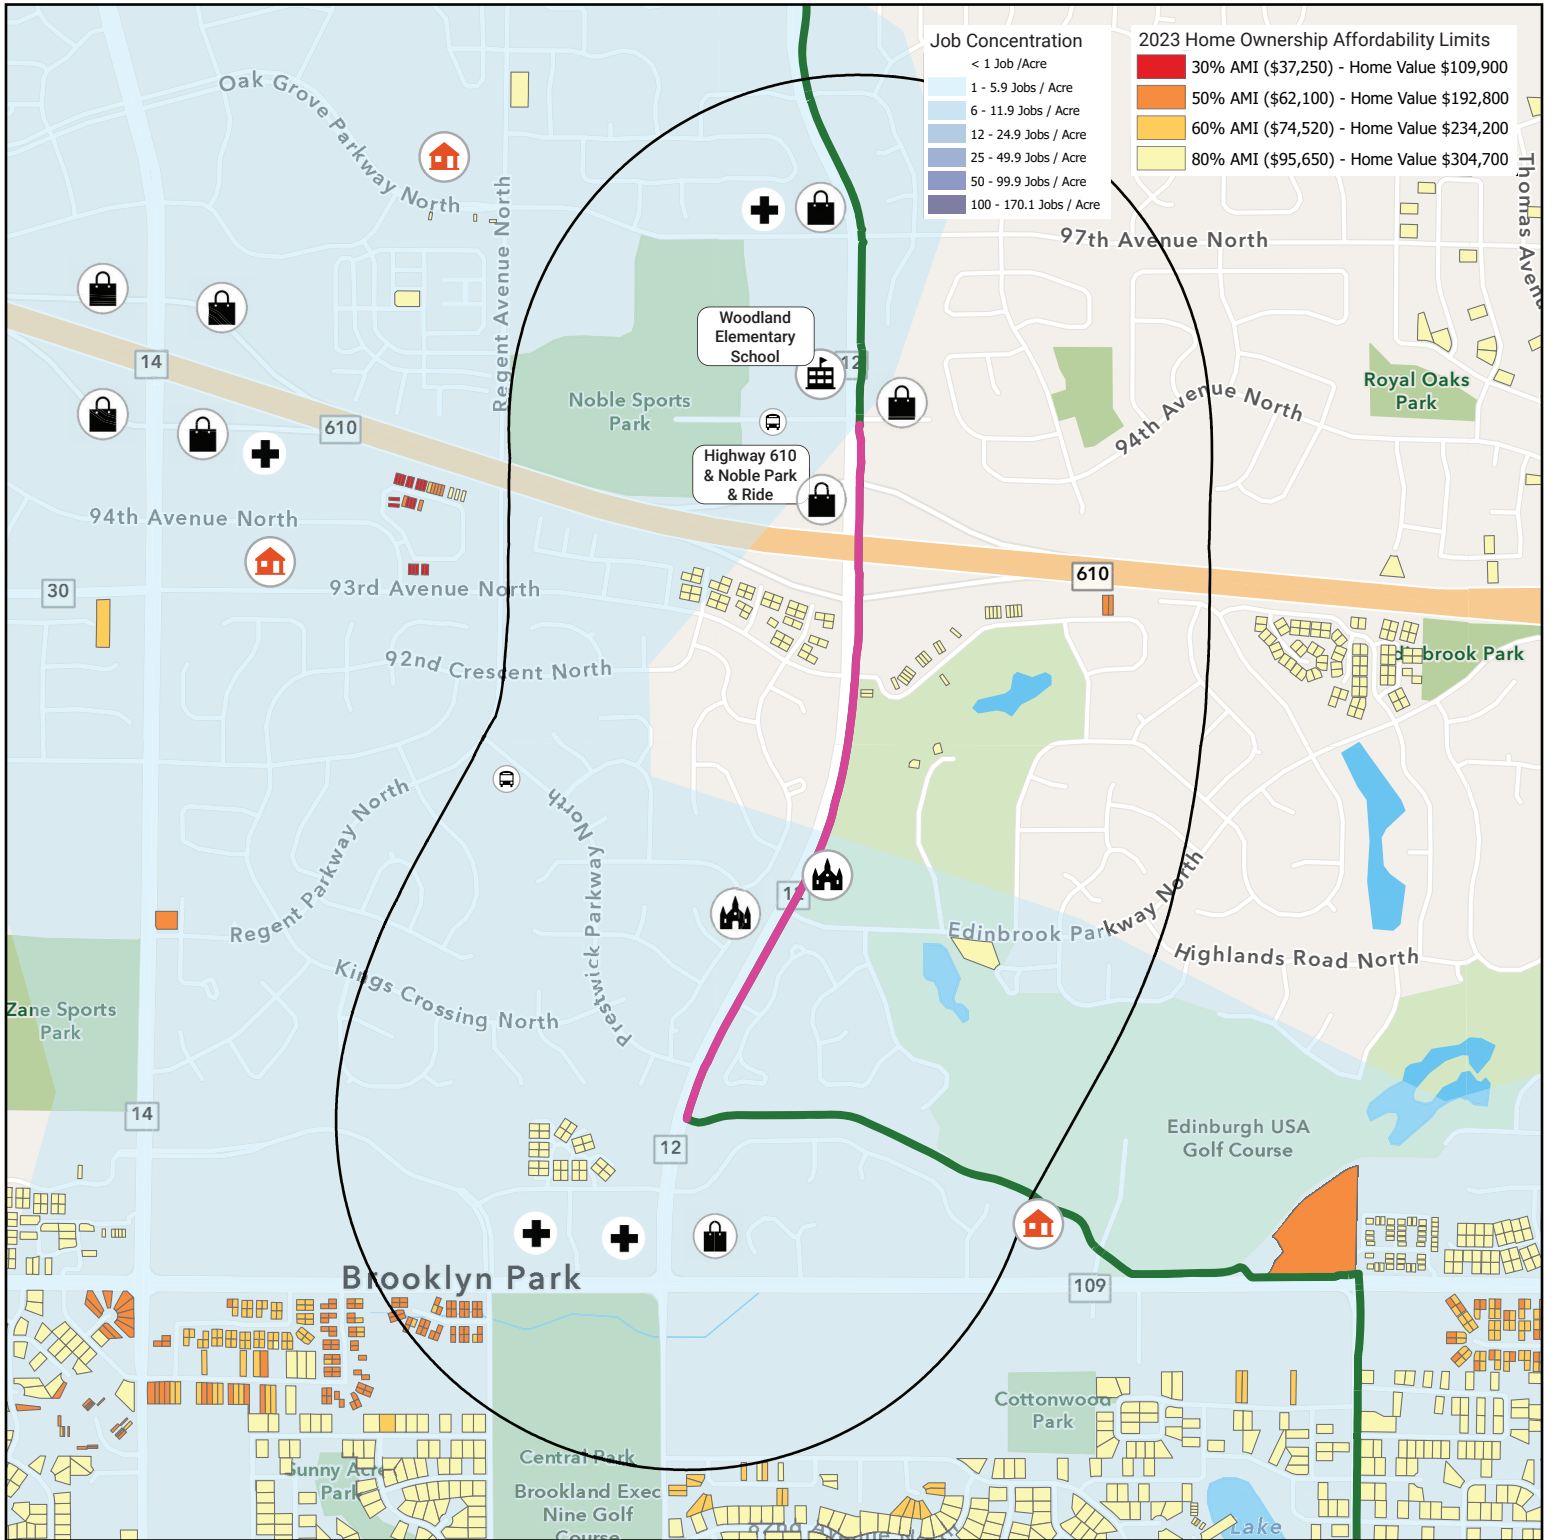 Job Concentration
< 1 Job /Acre
1 - 5.9 Jobs / Acre
6 - 11.9 Jobs / Acre
12 - 24.9 Jobs / Acre
25 - 49.9 Jobs / Acre
50 - 99.9 Jobs / Acre
100 - 170.1 Jobs / Acre
2023 Home Ownership Affordability Limits
30% AMI ($37,250) - Home Value $109,900
50% AMI ($62,100) - Home Value $192,800
60% AMI ($74,520) - Home Value $234,200
80% AMI ($95,650) - Home Value $304,700
Oak Grove Parkway North
Regent Avenue North
97th Avenue North
Thomas Avenu
Woodland
Elementary
School
12
14
Noble Sports
Park
Royal Oaks
Park
94th Avenue North
610
Highway 610
& Noble Park
& Ride
94th Avenue North
93rd Avenue North
30
610
92nd Crescent North
brook Park
Regent Parkway North
Prestwick Parkway North
12
Edinbrook Parkway North
Highlands Road North
Kings Crossing North
Zane Sports
Park
14
12
Edinburgh USA
Golf Course
Brooklyn Park
109
Cottonwood
Park
Central Park
Sunny Acre
Park
Brookland Exec
Nine Golf
Course
Lake